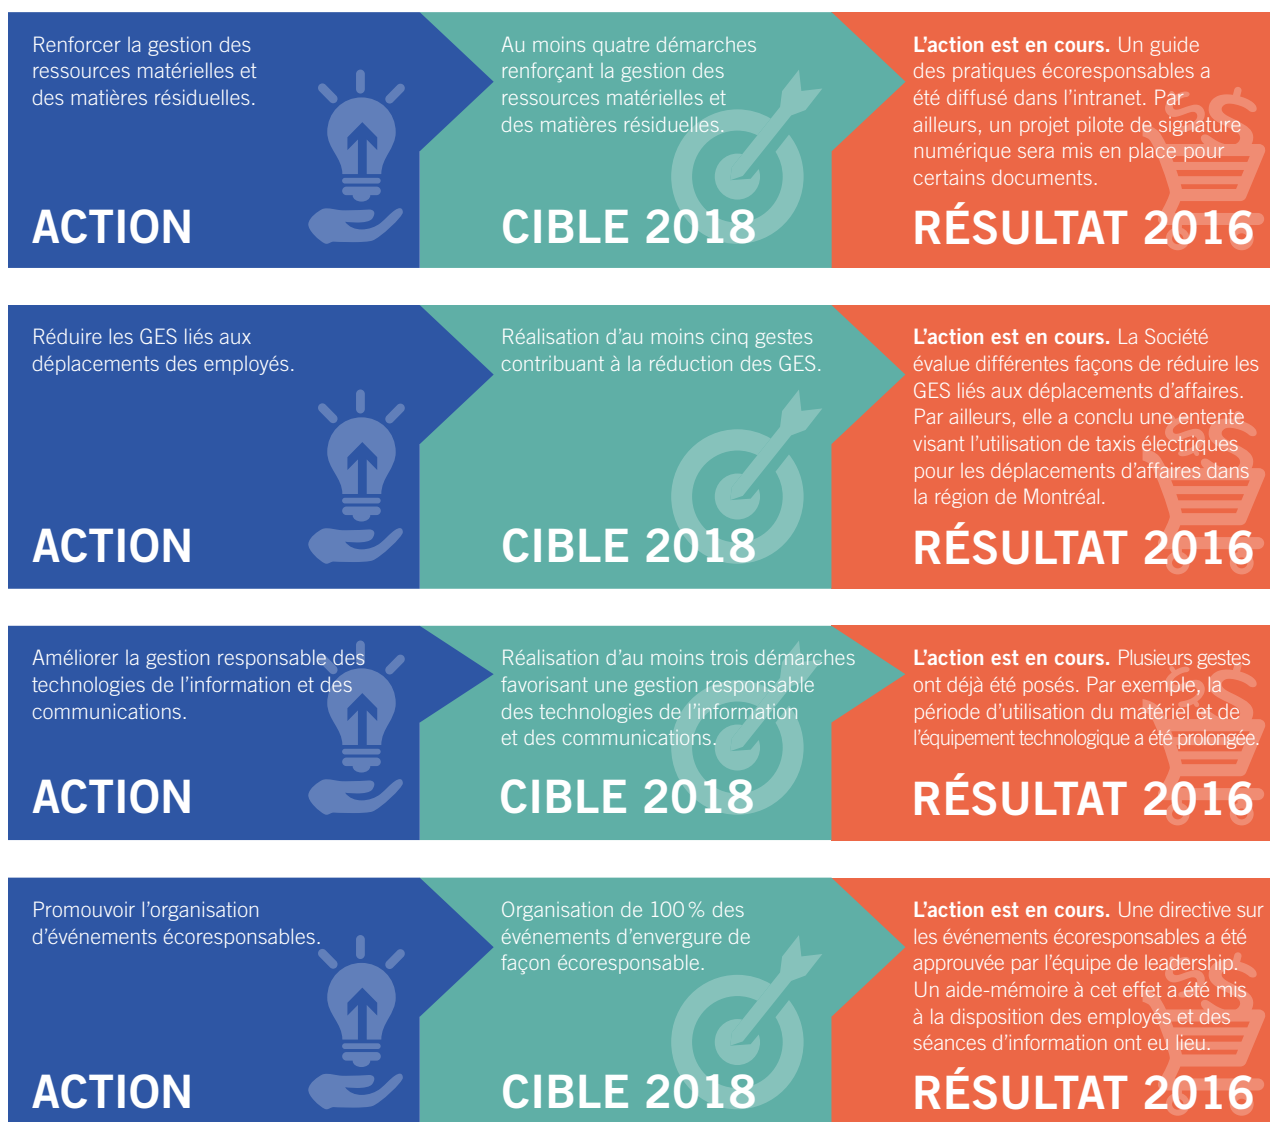 Renforcer la gestion des
ressources matérielles et
des matières résiduelles.
ACTION
Au moins quatre démarches
renforçant la gestion des
ressources matérielles et
des matières résiduelles.
CIBLE 2018
L’action est en cours. Un guide
des pratiques écoresponsables a
été diffusé dans l’intranet. Par
ailleurs, un projet pilote de signature
numérique sera mis en place pour
certains documents.
RÉSULTAT 2016
Réduire les GES liés aux
déplacements des employés.
ACTION
Réalisation d’au moins cinq gestes
contribuant à la réduction des GES.
CIBLE 2018
L’action est en cours. La Société
évalue différentes façons de réduire les
GES liés aux déplacements d’affaires.
Par ailleurs, elle a conclu une entente
visant l’utilisation de taxis électriques
pour les déplacements d’affaires dans
la région de Montréal.
RÉSULTAT 2016
Améliorer la gestion responsable des
technologies de l’information et des
communications.
ACTION
Réalisation d’au moins trois démarches
favorisant une gestion responsable
des technologies de l’information
et des communications.
CIBLE 2018
L’action est en cours. Plusieurs gestes
ont déjà été posés. Par exemple, la
période d’utilisation du matériel et de
l’équipement technologique a été prolongée.
RÉSULTAT 2016
Promouvoir l’organisation
d’événements écoresponsables.
ACTION
Organisation de 100 % des
événements d’envergure de
façon écoresponsable.
CIBLE 2018
L’action est en cours. Une directive sur
les événements écoresponsables a été
approuvée par l’équipe de leadership.
Un aide-mémoire à cet effet a été mis
à la disposition des employés et des
séances d’information ont eu lieu.
RÉSULTAT 2016